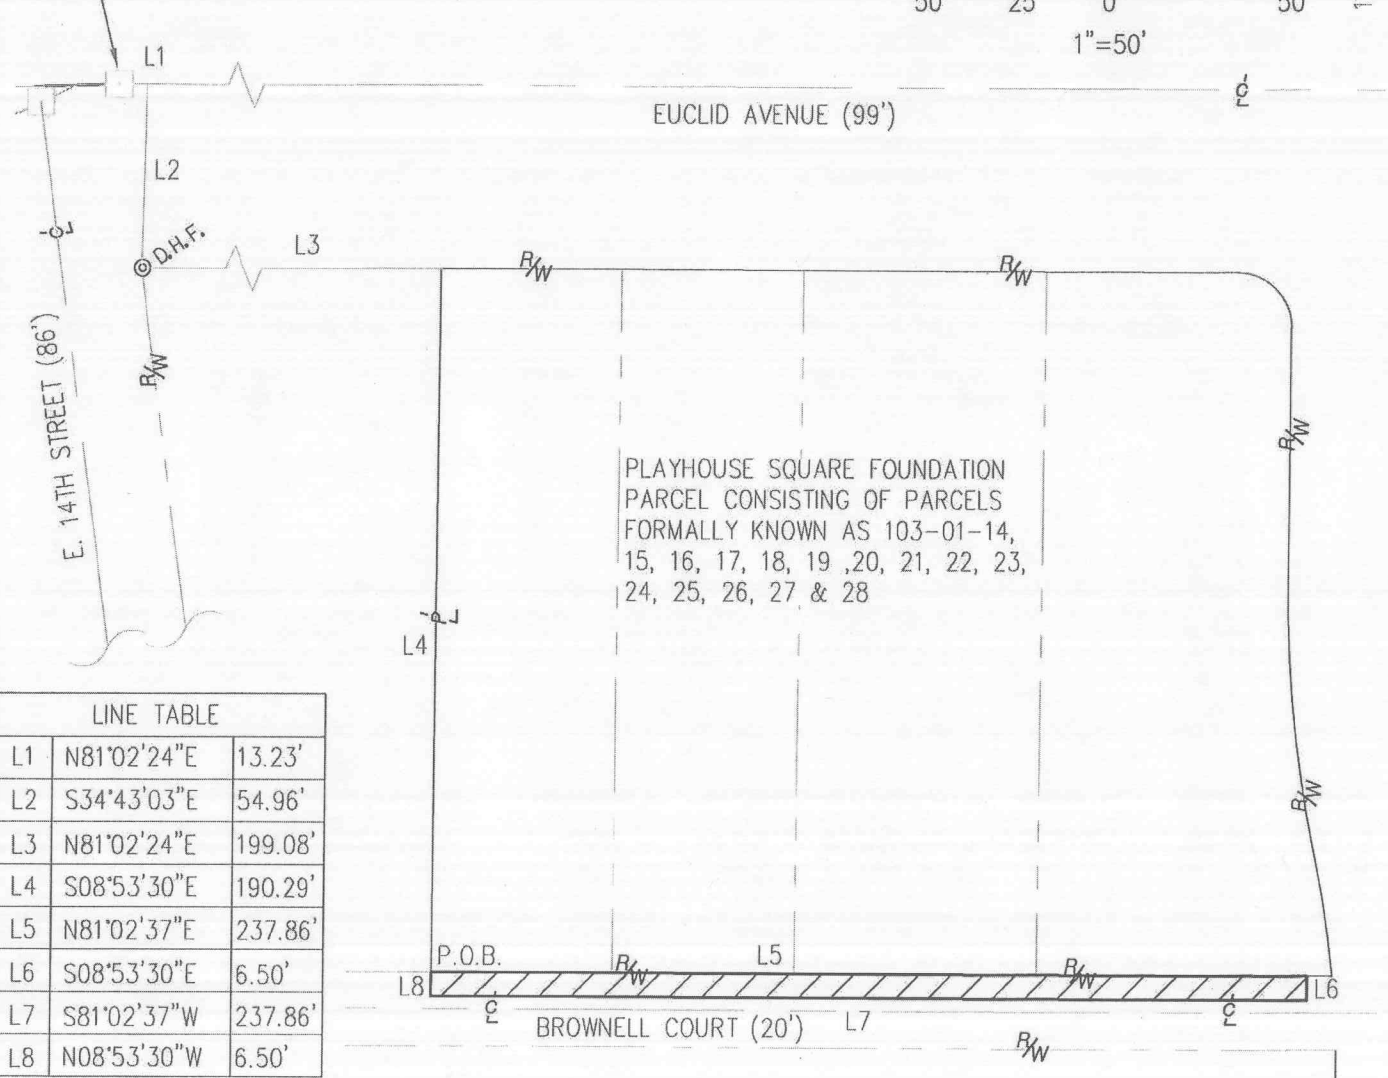 50 25 0 50
1"=50'
L1
EUCLID AVENUE (99')
L2
D.H.F.
L3
R/W
R/W
R/W
E. 14TH STREET (86')
R/W
PLAYHOUSE SQUARE FOUNDATION
PARCEL CONSISTING OF PARCELS
FORMALLY KNOWN AS 103-01-14,
15, 16, 17, 18, 19 ,20, 21, 22, 23,
24, 25, 26, 27 & 28
L4
LINE TABLE
L1 N81°02'24"E 13.23'
L2 S34°43'03"E 54.96'
L3 N81°02'24"E 199.08'
L4 S08°53'30"E 190.29'
L5 N81°02'37"E 237.86'
L6 S08°53'30"E 6.50'
L7 S81°02'37"W 237.86'
L8 N08°53'30"W 6.50'
R/W
P.O.B.
R/W
L5
R/W
L8
L6
BROWNELL COURT (20')
L7
R/W